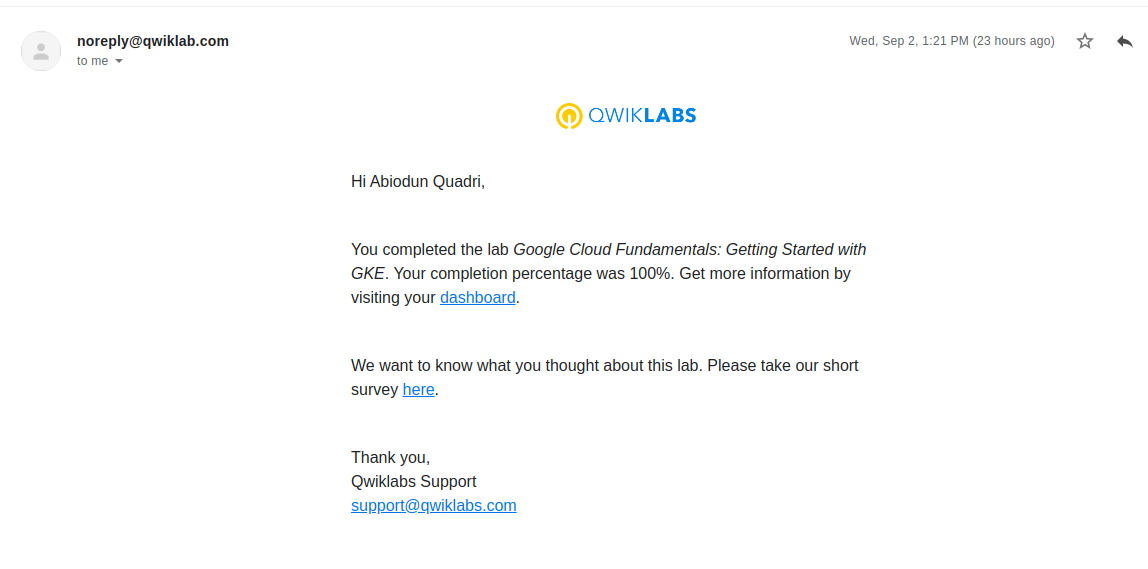 noreply@qwiklab.com
Wed, Sep 2, 1:21 PM (23 hours ago)
to me
QWIKLABS
Hi Abiodun Quadri,
You completed the lab Google Cloud Fundamentals: Getting Started with
GKE. Your completion percentage was 100%. Get more information by
visiting your dashboard.
We want to know what you thought about this lab. Please take our short
survey here.
Thank you,
Qwiklabs Support
support@qwiklabs.com